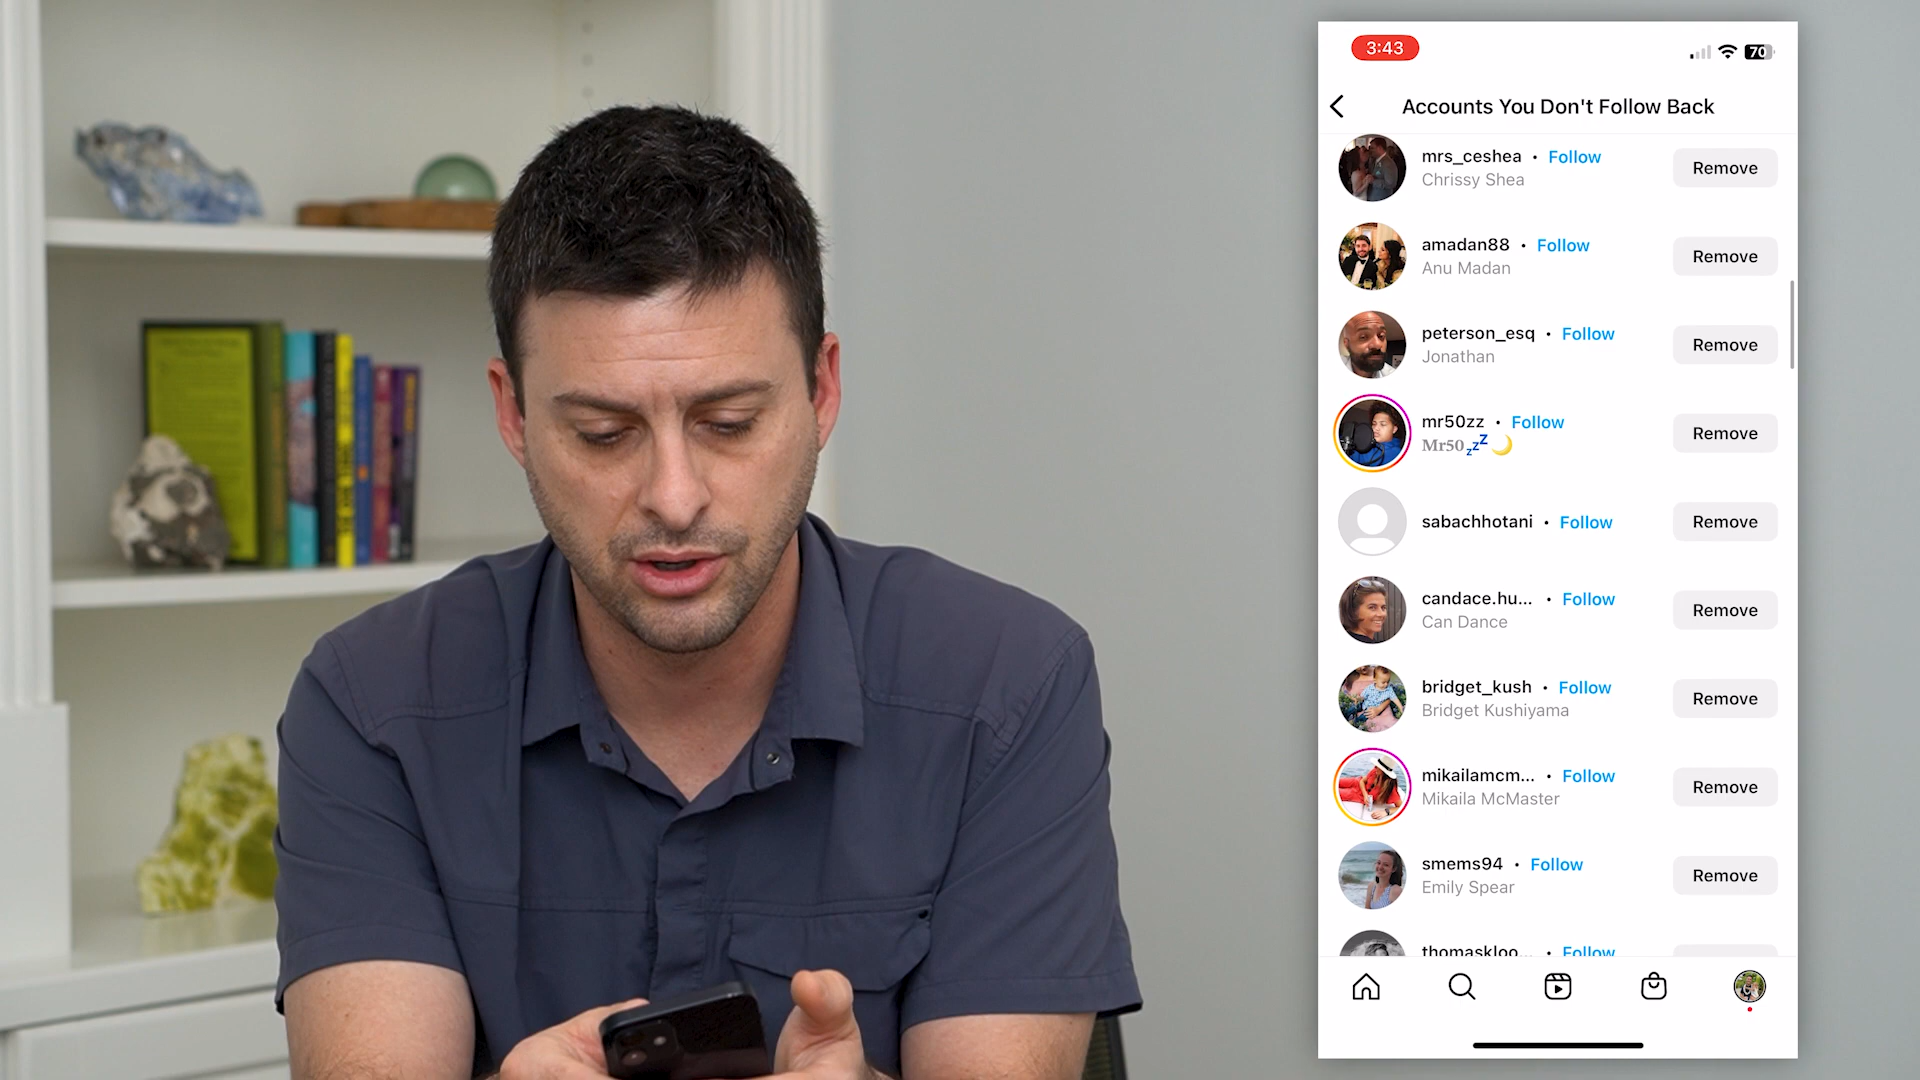 3:43
70
Accounts You Don't Follow Back
mrs_ceshea • Follow
Chrissy Shea
Remove
amadan88 • Follow
Anu Madan
Remove
peterson_esq • Follow
Jonathan
Remove
mr50zz • Follow
Mr50 💤🌙
Remove
sabachhotani • Follow
Remove
candace.hu... • Follow
Can Dance
Remove
bridget_kush • Follow
Bridget Kushiyama
Remove
mikailamcm... • Follow
Mikaila McMaster
Remove
smems94 • Follow
Emily Spear
Remove
thomaskloo... • Follow